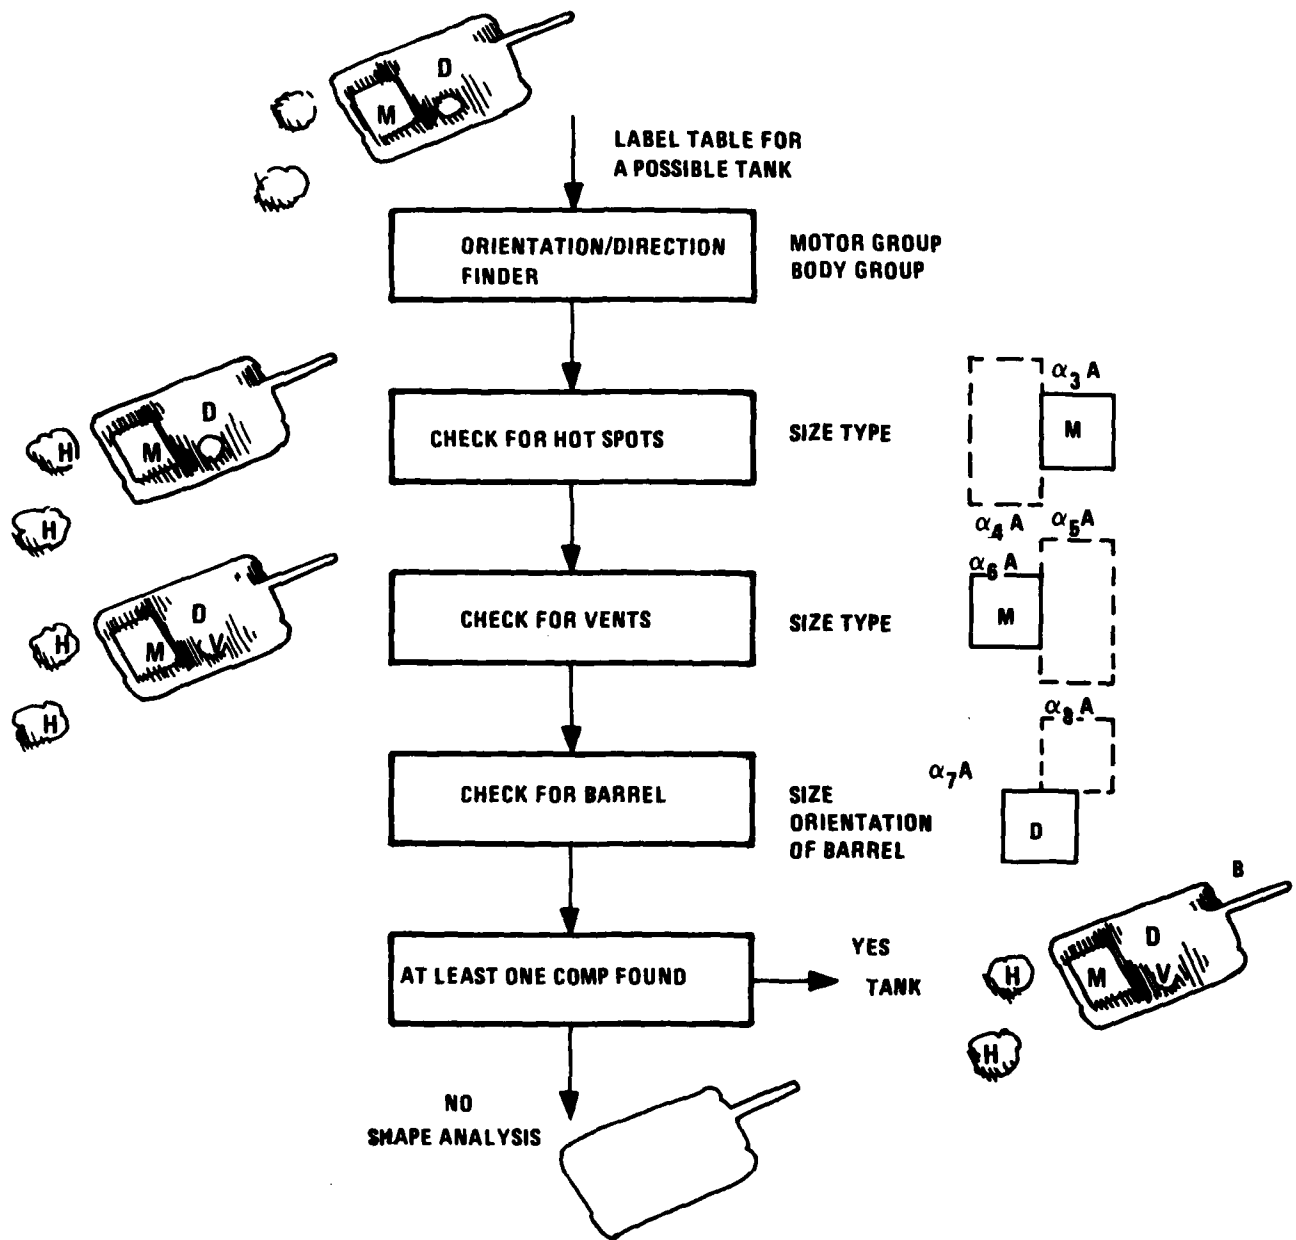 D
M
LABEL TABLE FOR
A POSSIBLE TANK
ORIENTATION/DIRECTION
FINDER
MOTOR GROUP
BODY GROUP
D
M
H
H
CHECK FOR HOT SPOTS
SIZE TYPE
α3 A
M
α4 A
α5 A
D
M
V
H
H
CHECK FOR VENTS
SIZE TYPE
α6 A
M
CHECK FOR BARREL
SIZE
ORIENTATION
OF BARREL
α8 A
α7 A
D
AT LEAST ONE COMP FOUND
YES
TANK
B
D
M
V
H
H
NO
SHAPE ANALYSIS